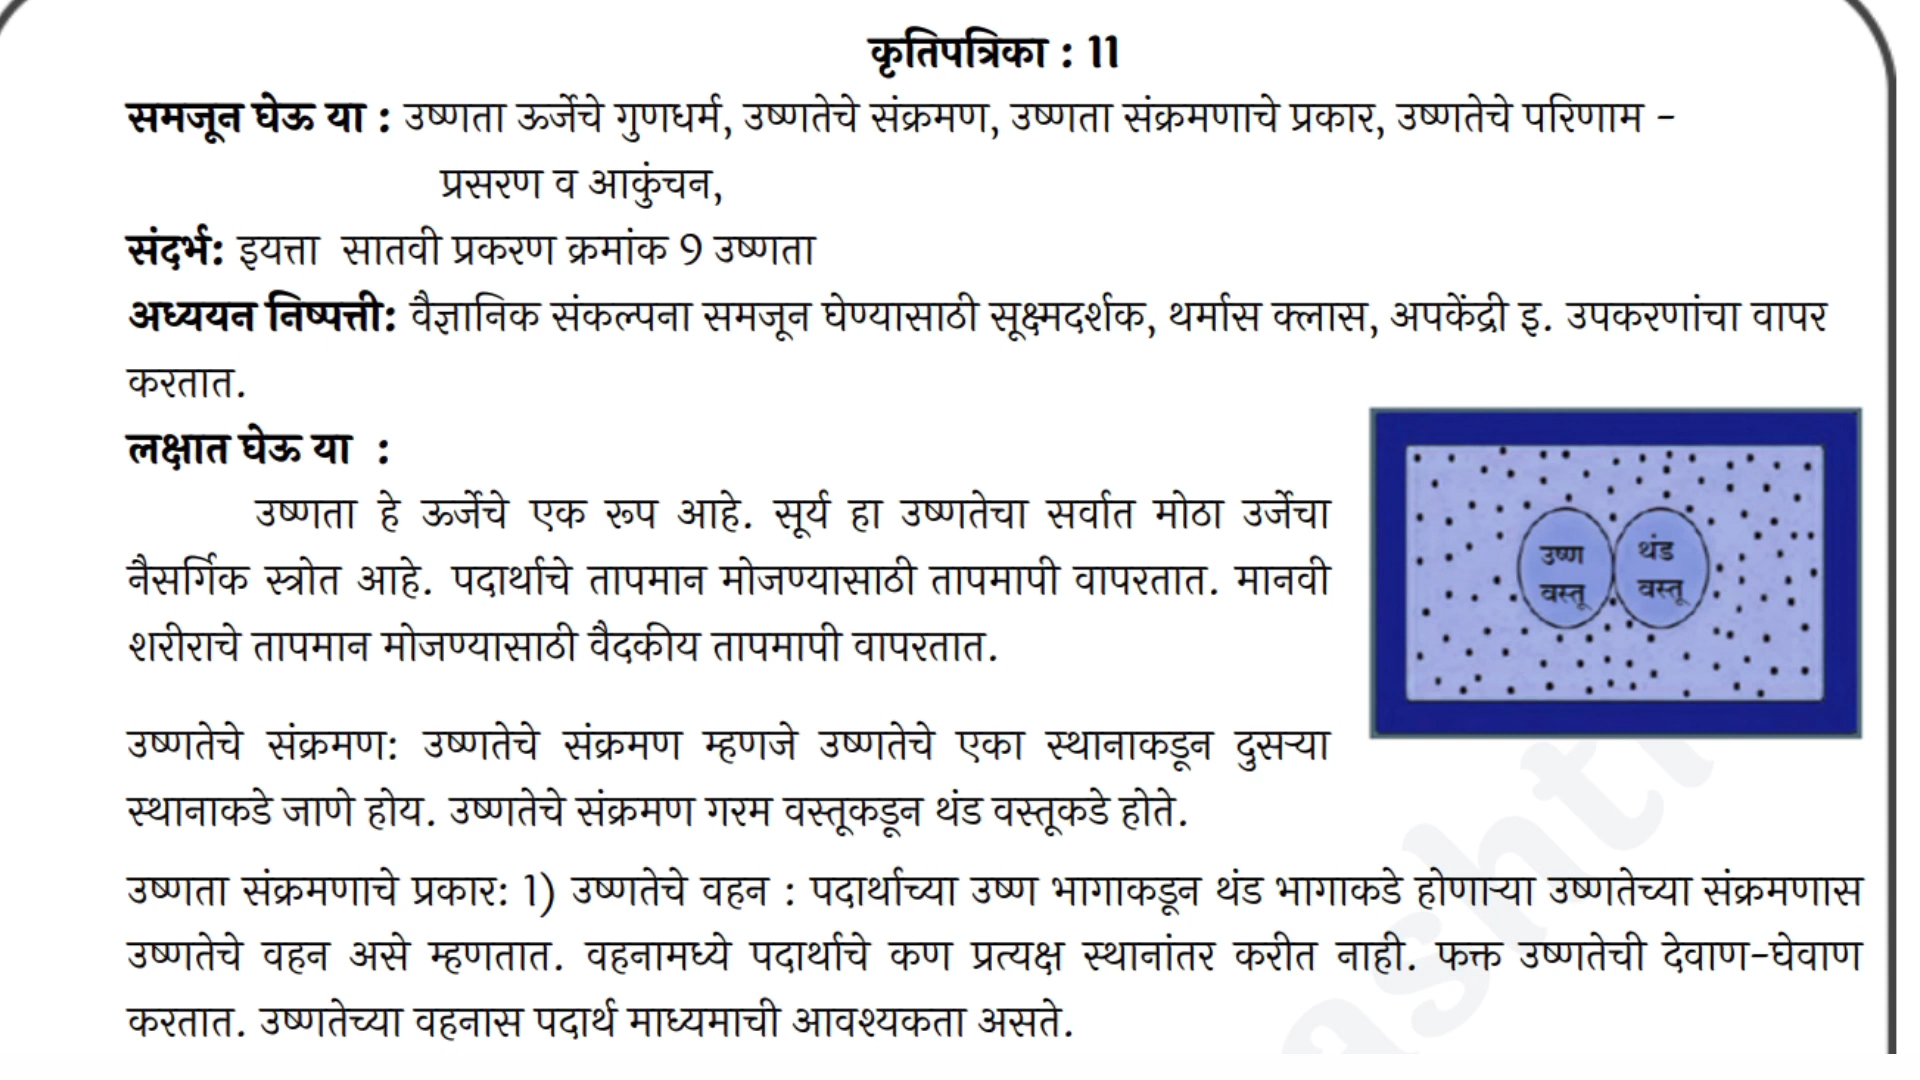 कृतिपत्रिका : 11
समजून घेऊ या : उष्णता ऊर्जेचे गुणधर्म, उष्णतेचे संक्रमण, उष्णता संक्रमणाचे प्रकार, उष्णतेचे परिणाम -
प्रसरण व आकुंचन,
संदर्भ: इयत्ता सातवी प्रकरण क्रमांक 9 उष्णता
अध्ययन निष्पत्ती: वैज्ञानिक संकल्पना समजून घेण्यासाठी सूक्ष्मदर्शक, थर्मास क्लास, अपकेंद्री इ. उपकरणांचा वापर
करतात.
लक्षात घेऊ या :
उष्णता हे ऊर्जेचे एक रूप आहे. सूर्य हा उष्णतेचा सर्वात मोठा उर्जेचा
नैसर्गिक स्त्रोत आहे. पदार्थाचे तापमान मोजण्यासाठी तापमापी वापरतात. मानवी
शरीराचे तापमान मोजण्यासाठी वैदकीय तापमापी वापरतात.
उष्ण
वस्तू
थंड
वस्तू
उष्णतेचे संक्रमण: उष्णतेचे संक्रमण म्हणजे उष्णतेचे एका स्थानाकडून दुसऱ्या
स्थानाकडे जाणे होय. उष्णतेचे संक्रमण गरम वस्तूकडून थंड वस्तूकडे होते.
उष्णता संक्रमणाचे प्रकार: 1) उष्णतेचे वहन : पदार्थाच्या उष्ण भागाकडून थंड भागाकडे होणाऱ्या उष्णतेच्या संक्रमणास
उष्णतेचे वहन असे म्हणतात. वहनामध्ये पदार्थाचे कण प्रत्यक्ष स्थानांतर करीत नाही. फक्त उष्णतेची देवाण-घेवाण
करतात. उष्णतेच्या वहनास पदार्थ माध्यमाची आवश्यकता असते.